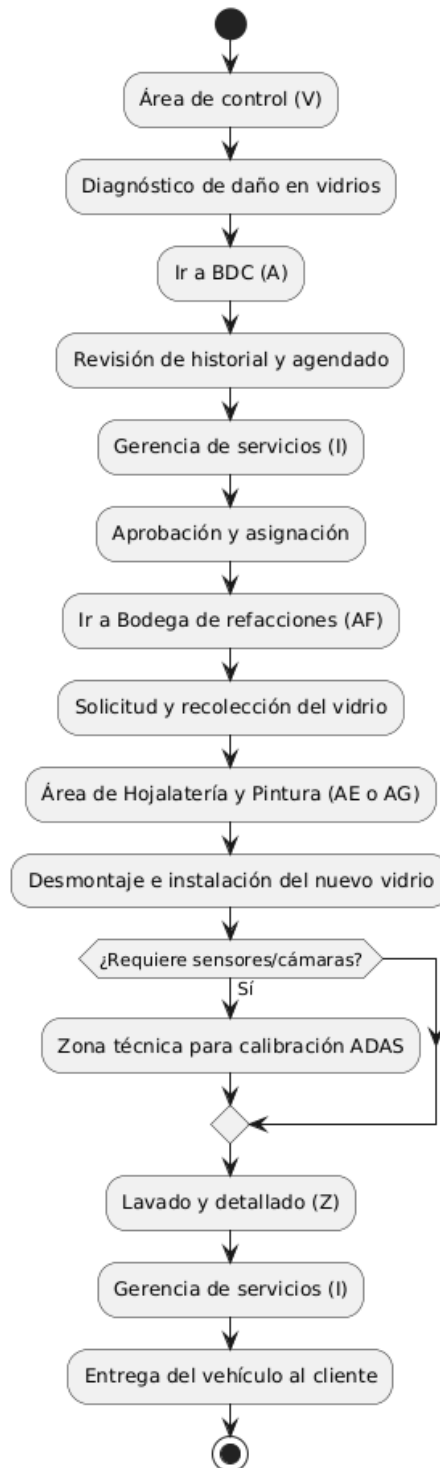 Área de control (V)
Diagnóstico de daño en vidrios
Ir a BDC (A)
Revisión de historial y agendado
Gerencia de servicios (I)
Aprobación y asignación
Ir a Bodega de refacciones (AF)
Solicitud y recolección del vidrio
Área de Hojalatería y Pintura (AE o AG)
Desmontaje e instalación del nuevo vidrio
¿Requiere sensores/cámaras?
Sí
Zona técnica para calibración ADAS
Lavado y detallado (Z)
Gerencia de servicios (I)
Entrega del vehículo al cliente